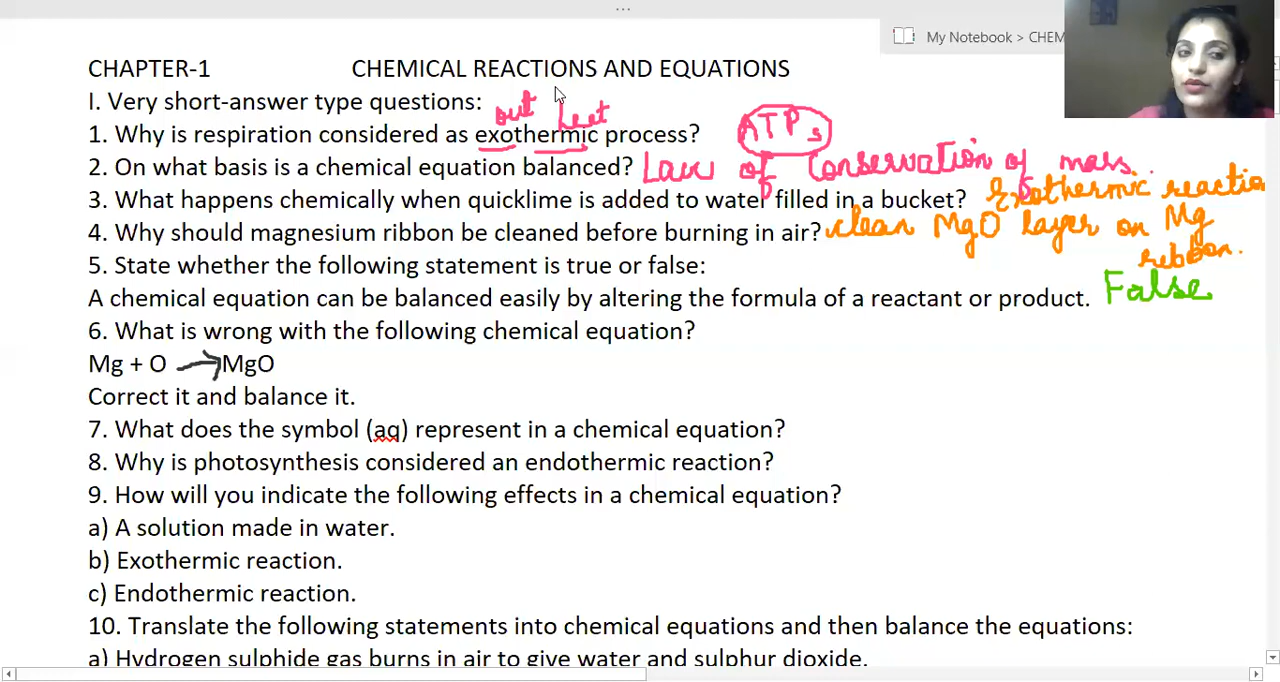 ...
My Notebook > CHEM
CHAPTER-1 CHEMICAL REACTIONS AND EQUATIONS
I. Very short-answer type questions:
out heat
1. Why is respiration considered as exothermic process? ATPs
2. On what basis is a chemical equation balanced? Law of Conservation of mass.
3. What happens chemically when quicklime is added to water filled in a bucket? Exothermic reactio
4. Why should magnesium ribbon be cleaned before burning in air? clean MgO layer on Mg
ribbon.
5. State whether the following statement is true or false:
A chemical equation can be balanced easily by altering the formula of a reactant or product. False
6. What is wrong with the following chemical equation?
Mg + O → MgO
Correct it and balance it.
7. What does the symbol (aq) represent in a chemical equation?
8. Why is photosynthesis considered an endothermic reaction?
9. How will you indicate the following effects in a chemical equation?
a) A solution made in water.
b) Exothermic reaction.
c) Endothermic reaction.
10. Translate the following statements into chemical equations and then balance the equations:
a) Hydrogen sulphide gas burns in air to give water and sulphur dioxide.